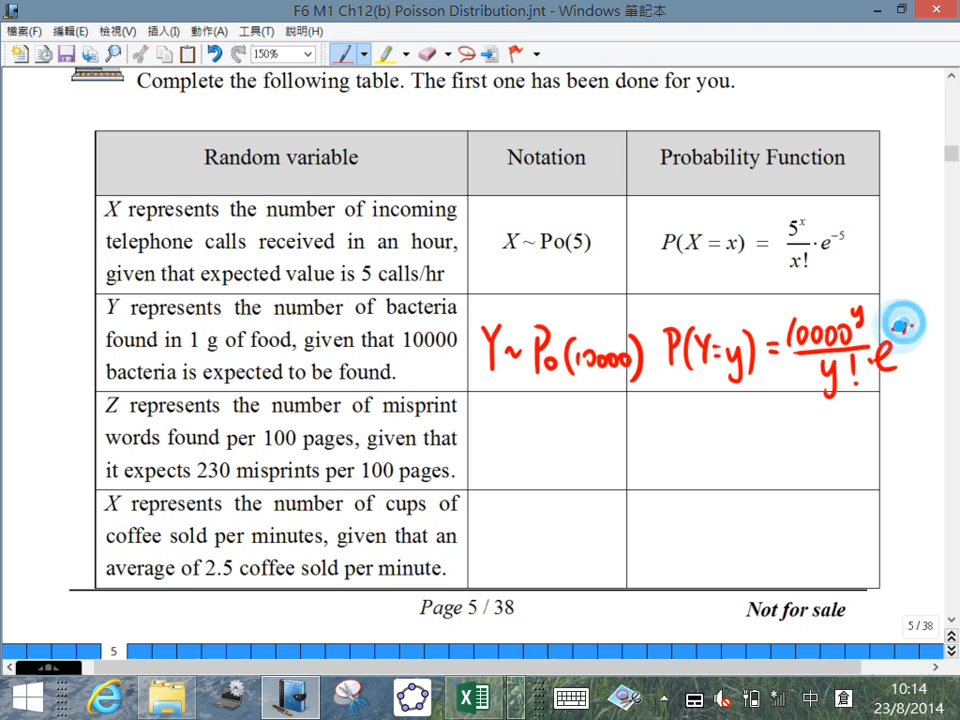 F6 M1 Ch12(b) Poisson Distribution.jnt - Windows 筆記本
檔案(F) 編輯(E) 檢視(V) 插入(I) 動作(A) 工具(T) 說明(H)
150%
Complete the following table. The first one has been done for you.
Random variable Notation Probability Function
X represents the number of incoming
telephone calls received in an hour,
given that expected value is 5 calls/hr
X ~ Po(5)
P(X = x) = 5^x/x! · e^-5
Y represents the number of bacteria
found in 1 g of food, given that 10000
bacteria is expected to be found.
Y ~ Po(10000)
P(Y=y) = 10000^y/y! · e
Z represents the number of misprint
words found per 100 pages, given that
it expects 230 misprints per 100 pages.
X represents the number of cups of
coffee sold per minutes, given that an
average of 2.5 coffee sold per minute.
Page 5 / 38
Not for sale
5 / 38
5
中 倉
10:14
23/8/2014